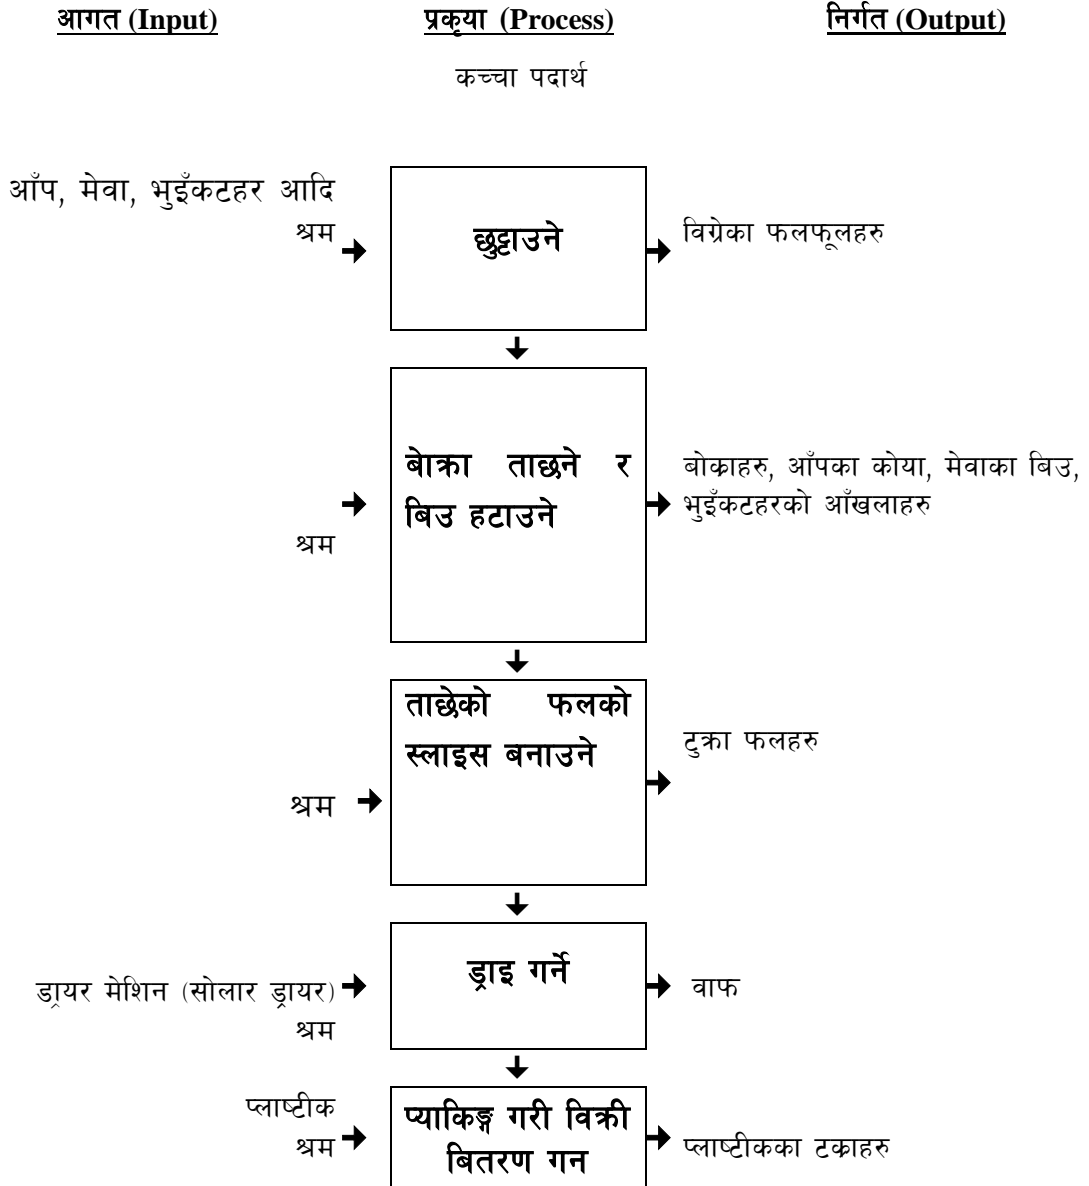 आगत (Input) प्रकृया (Process) निर्गत (Output)
कच्चा पदार्थ
आँप, मेवा, भुइँकटहर आदि
श्रम
छुट्टाउने
विग्रेका फलफूलहरु
श्रम
बोक्रा ताछने र
बिउ हटाउने
बोक्राहरु, आँपका कोया, मेवाका बिउ,
भुइँकटहरको आँखलाहरु
श्रम
ताछेको फलको
स्लाइस बनाउने
टुक्रा फलहरु
डायर मेशिन (सोलार ड्रायर)
श्रम
ड्राइ गर्ने
वाफ
प्लाष्टीक
श्रम
प्याकिङ्ग गरी विक्री
बितरण गन
प्लाष्टीकका टक्राहरु